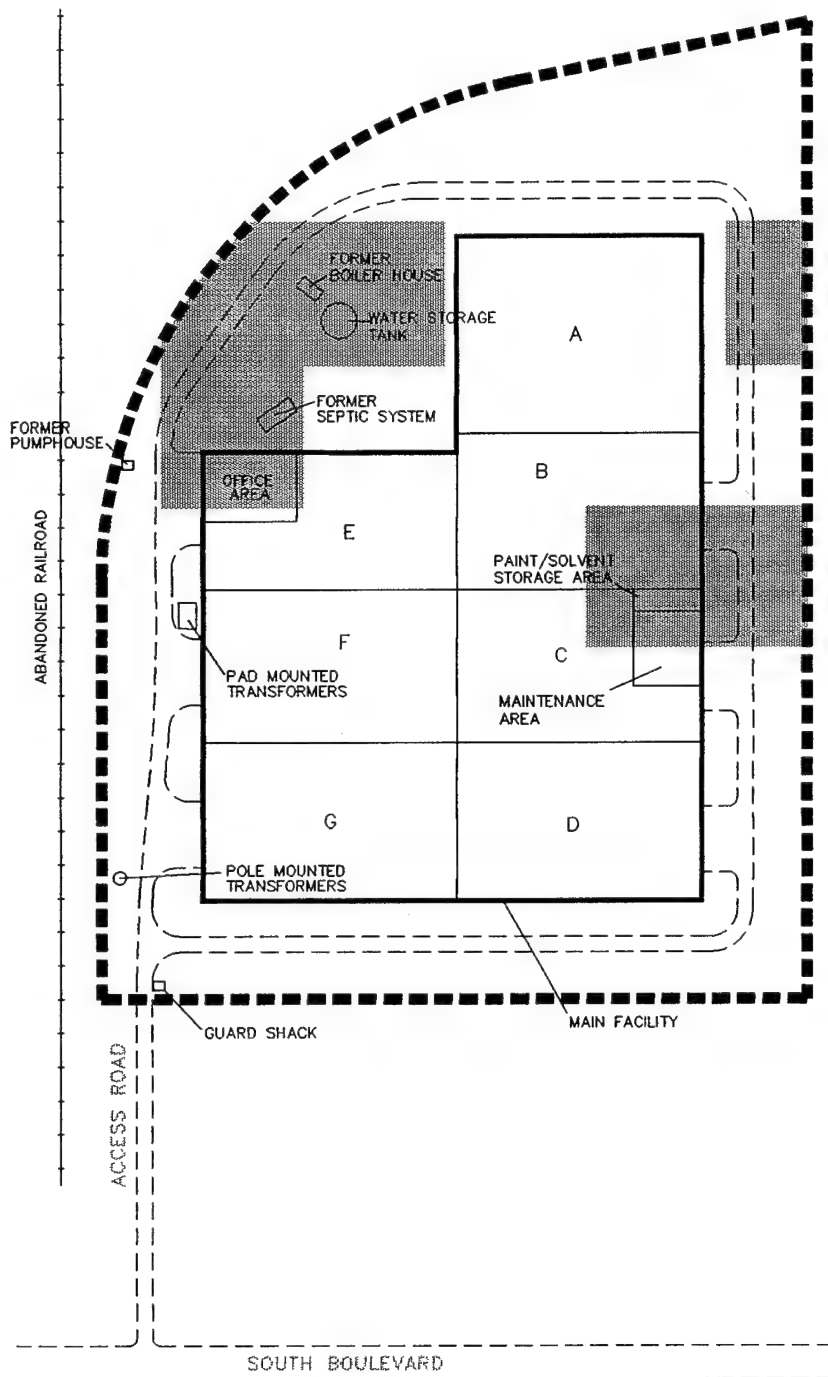 FORMER
BOILER HOUSE
WATER STORAGE
TANK
A
FORMER
SEPTIC SYSTEM
FORMER
PUMPHOUSE
OFFICE
AREA
B
E
ABANDONED RAILROAD
PAINT/SOLVENT
STORAGE AREA
F
C
PAD MOUNTED
TRANSFORMERS
MAINTENANCE
AREA
G
D
POLE MOUNTED
TRANSFORMERS
GUARD SHACK
MAIN FACILITY
ACCESS ROAD
SOUTH BOULEVARD